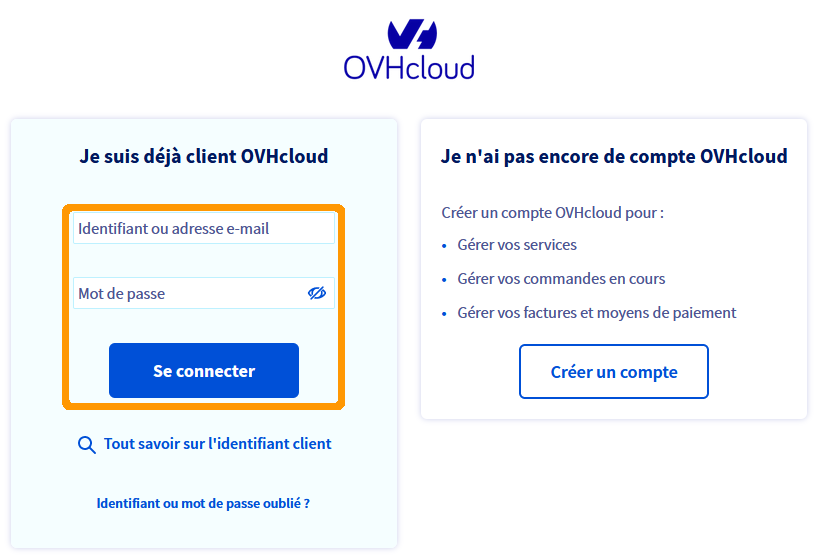 OVHcloud
Je suis déjà client OVHcloud
Identifiant ou adresse e-mail
Mot de passe
Se connecter
Tout savoir sur l'identifiant client
Identifiant ou mot de passe oublié ?
Je n'ai pas encore de compte OVHcloud
Créer un compte OVHcloud pour :
• Gérer vos services
• Gérer vos commandes en cours
• Gérer vos factures et moyens de paiement
Créer un compte